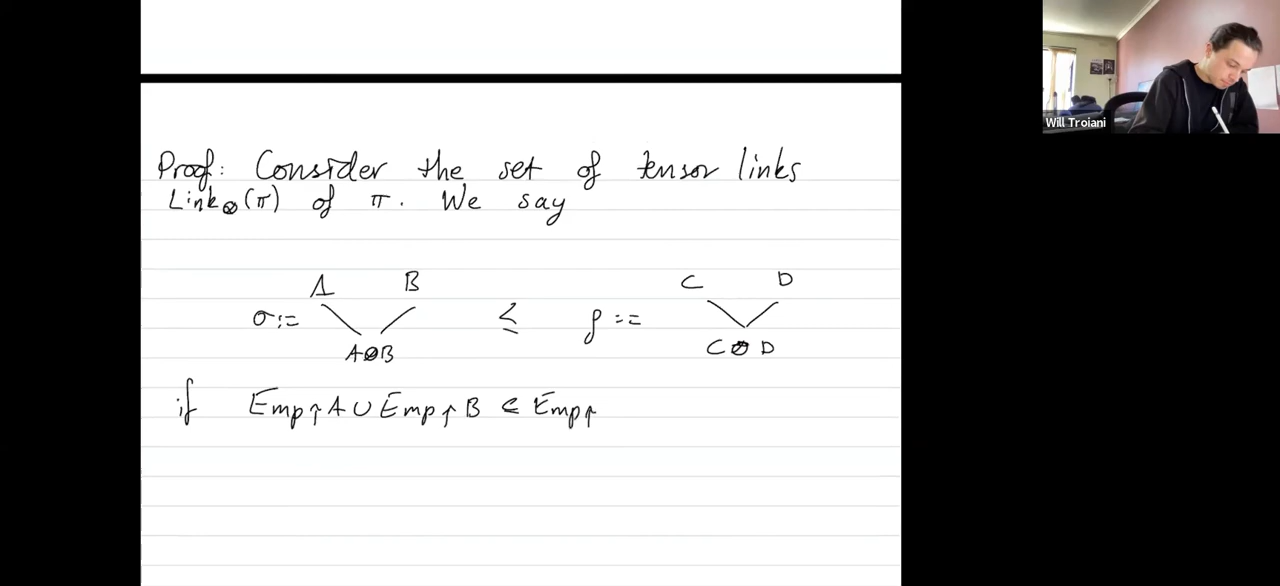 Will Troiani
Proof: Consider the set of tensor links
Link⊗(π) of π. We say
A B C D
σ:= ≤ ρ:=
A⊗B C⊗D
if Emp↑A ∪ Emp↑B ⊆ Emp↑